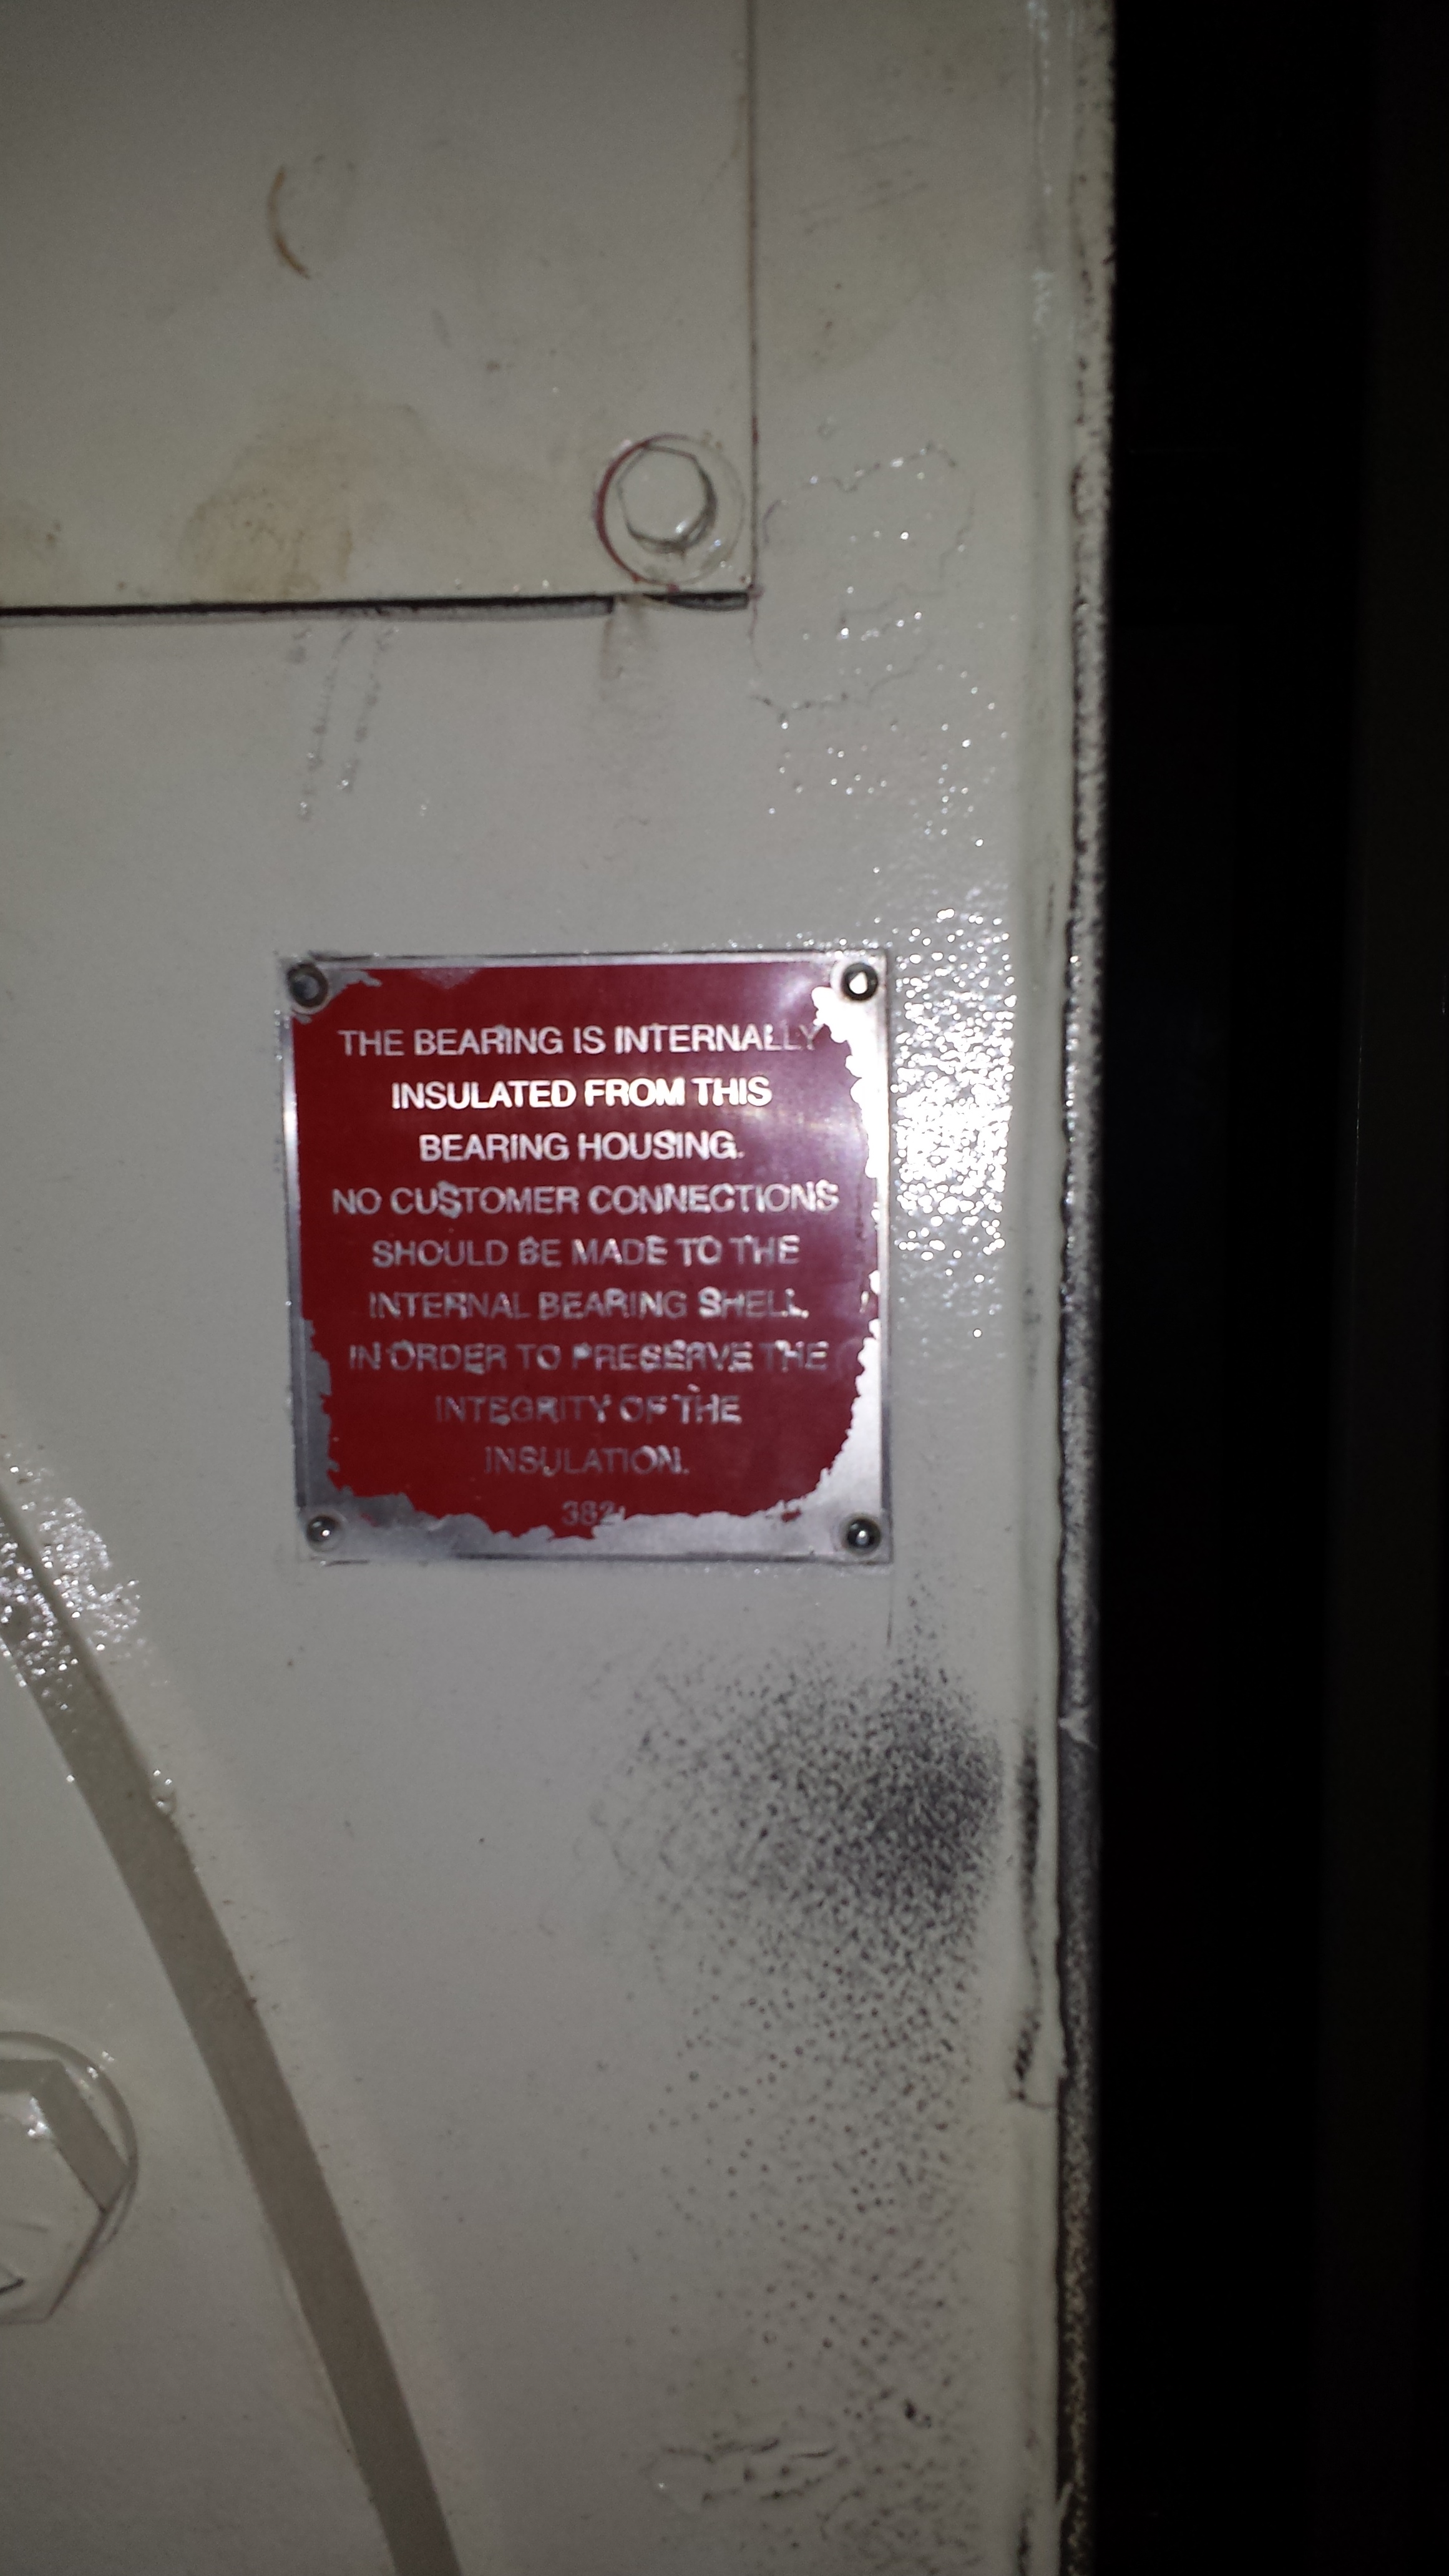 THE BEARING IS INTERNALLY
INSULATED FROM THIS
BEARING HOUSING.
NO CUSTOMER CONNECTIONS
SHOULD BE MADE TO THE
INTERNAL BEARING SHELL,
IN ORDER TO PRESERVE THE
INTEGRITY OF THE
INSULATION.